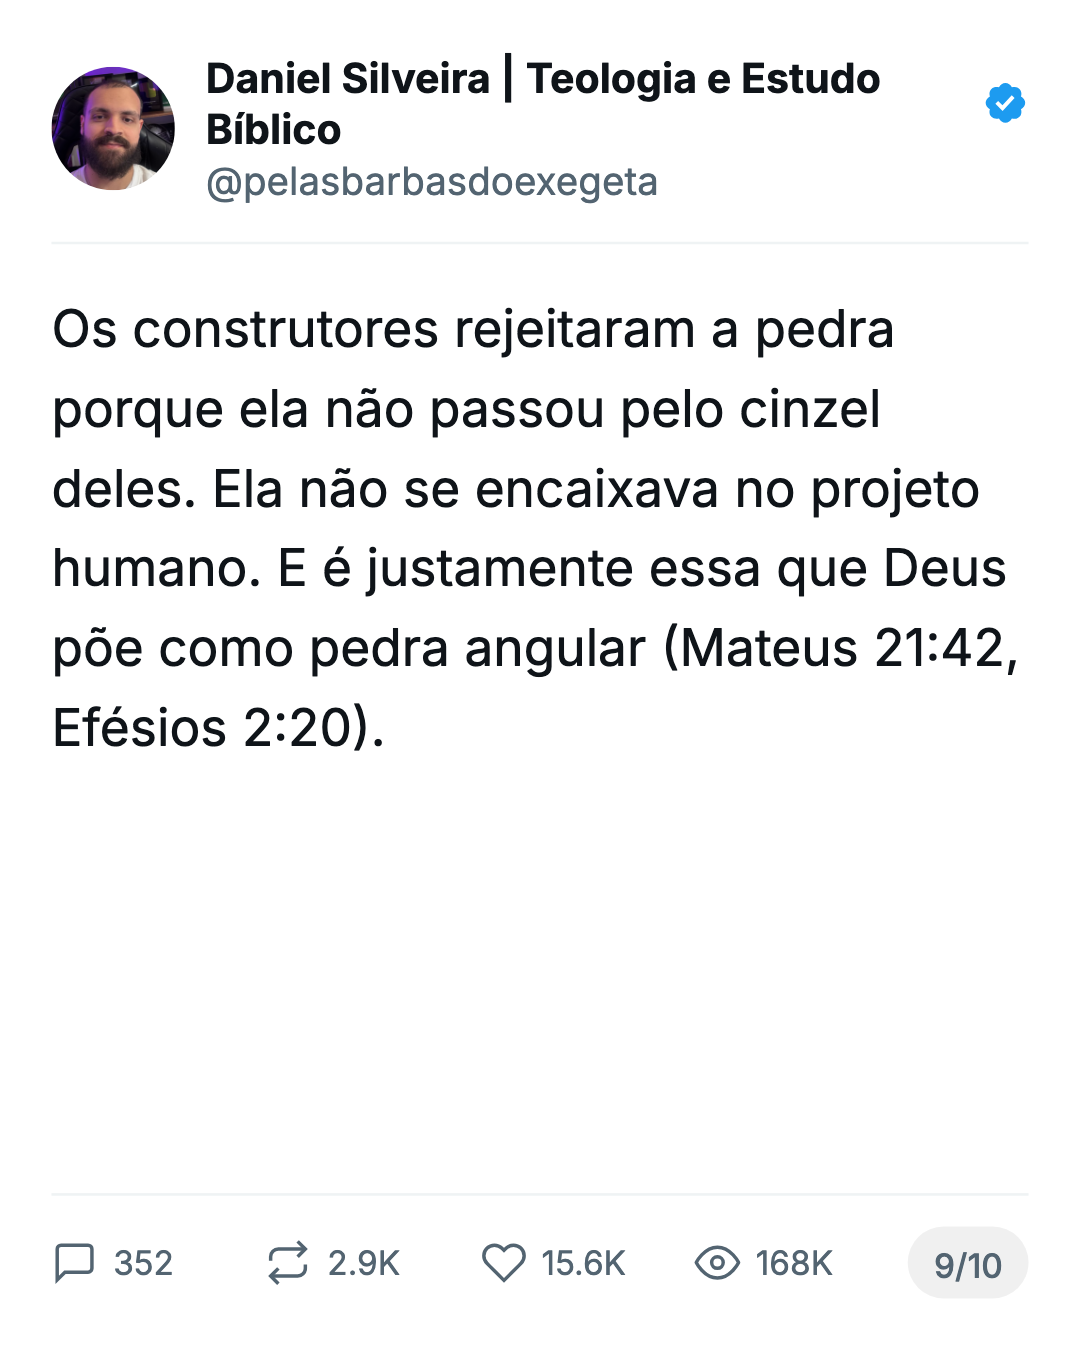 Daniel Silveira | Teologia e Estudo
Bíblico
@pelasbarbasdoexegeta
Os construtores rejeitaram a pedra
porque ela não passou pelo cinzel
deles. Ela não se encaixava no projeto
humano. E é justamente essa que Deus
põe como pedra angular (Mateus 21:42,
Efésios 2:20).
352
2.9K
15.6K
168K
9/10